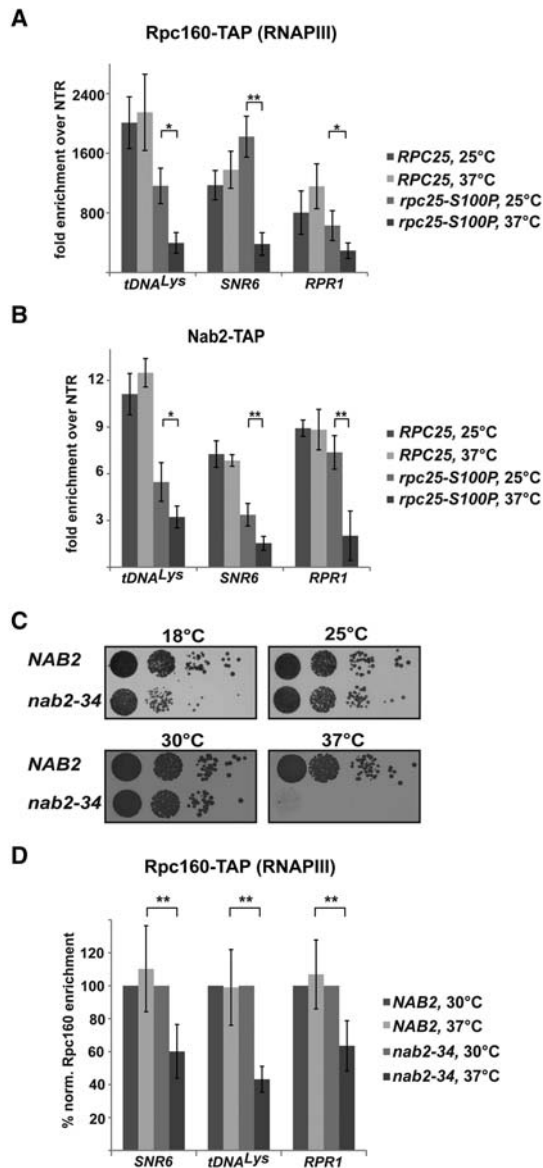 A
Rpc160-TAP (RNAPIII)
fold enrichment over NTR
2400
1600
800
* ** *
tDNALys SNR6 RPR1
RPC25, 25°C
RPC25, 37°C
rpc25-S100P, 25°C
rpc25-S100P, 37°C
B
Nab2-TAP
fold enrichment over NTR
12
9
6
3
* ** **
tDNALys SNR6 RPR1
RPC25, 25°C
RPC25, 37°C
rpc25-S100P, 25°C
rpc25-S100P, 37°C
C
18°C 25°C
NAB2
nab2-34
30°C 37°C
NAB2
nab2-34
D
Rpc160-TAP (RNAPIII)
% norm. Rpc160 enrichment
120
100
80
60
40
20
** ** **
SNR6 tDNALys RPR1
NAB2, 30°C
NAB2, 37°C
nab2-34, 30°C
nab2-34, 37°C